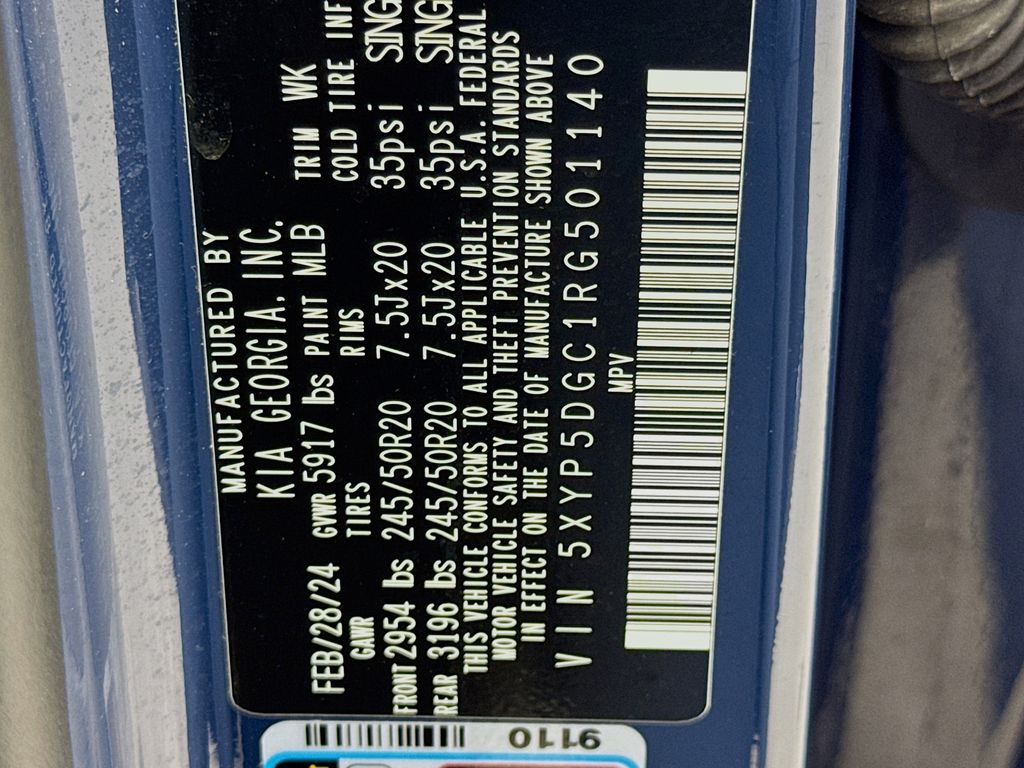 MANUFACTURED BY
KIA GEORGIA, INC.
FEB/28/24 GVWR 5917 lbs PAINT MLB TRIM WK
GAWR TIRES RIMS COLD TIRE INF
FRONT 2954 lbs 245/50R20 7.5Jx20 35psi SING
REAR 3196 lbs 245/50R20 7.5Jx20 35psi SING
THIS VEHICLE CONFORMS TO ALL APPLICABLE U.S.A. FEDERAL
MOTOR VEHICLE SAFETY AND THEFT PREVENTION STANDARDS
IN EFFECT ON THE DATE OF MANUFACTURE SHOWN ABOVE
VIN 5XYP5DGC1RG501140
MPV
9110